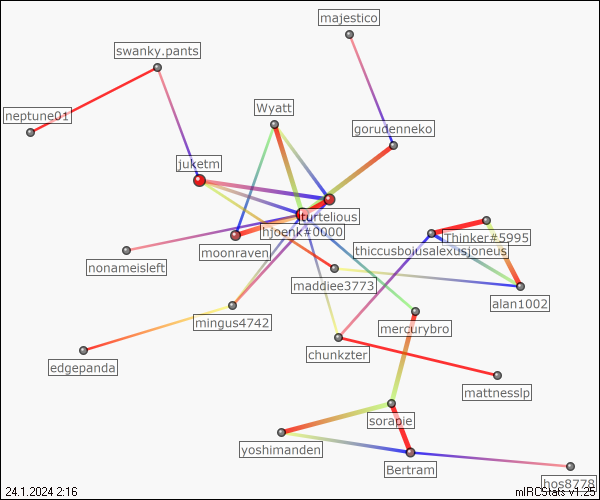 majestico
swanky.pants
neptune01
Wyatt
gorudenneko
juketm
turtelious
hjoenk#0000
Thinker#5995
moonraven
thiccusboiusalexusjoneus
nonameisleft
maddiee3773
alan1002
mingus4742
mercurybro
chunkzter
edgepanda
mattnesslp
sorapie
yoshimanden
Bertram
hos8778
24.1.2024 2:16
mIRCStats v1.25